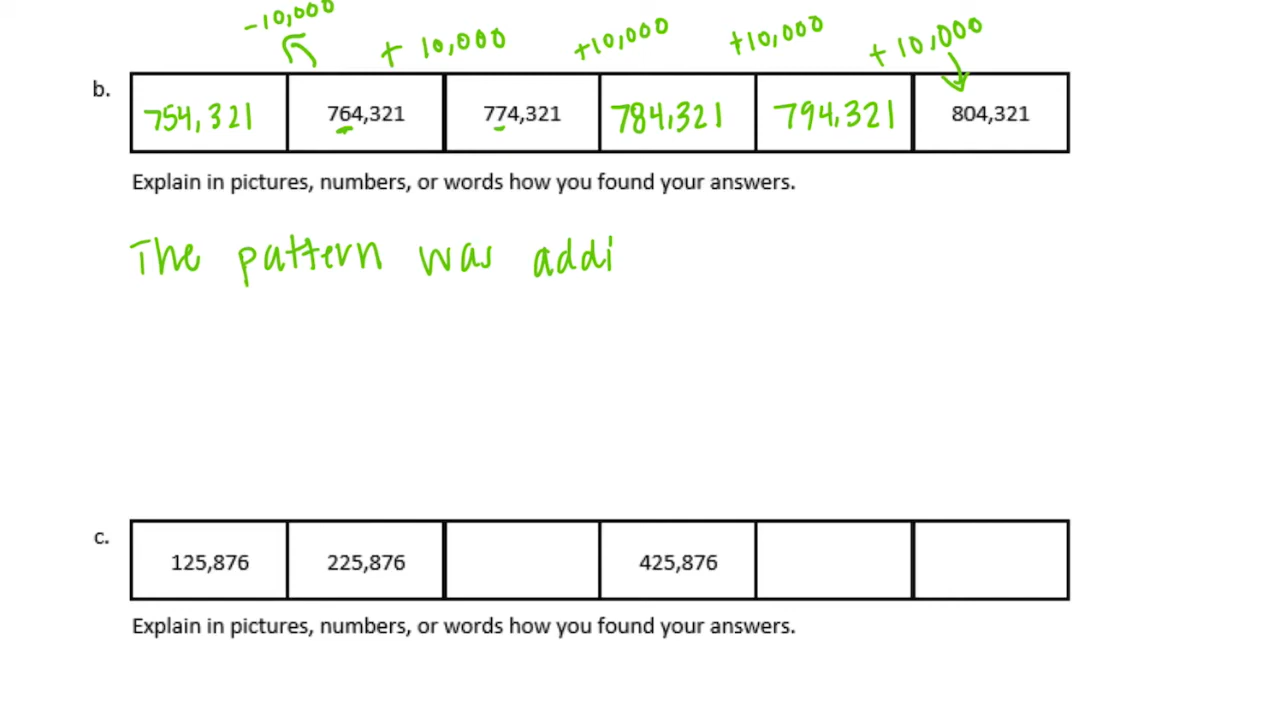 -10,000 + 10,000 +10,000 +10,000 + 10,000
b. 754,321 764,321 774,321 784,321 794,321 804,321
Explain in pictures, numbers, or words how you found your answers.
The pattern was addi
c. 125,876 225,876 425,876
Explain in pictures, numbers, or words how you found your answers.